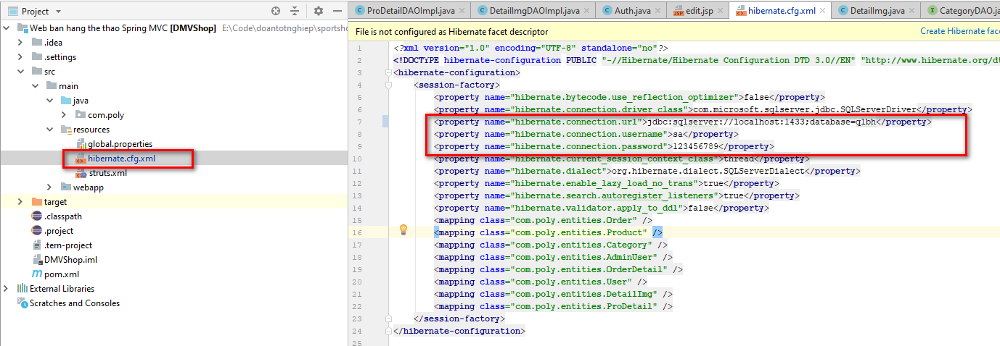 Project
Web ban hang the thao Spring MVC [DMVShop] E:\Code\doantotnghiep\sportsho
.idea
.settings
src
main
java
com.poly
resources
global.properties
hibernate.cfg.xml
struts.xml
webapp
target
.classpath
.project
.tern-project
DMVShop.iml
pom.xml
External Libraries
Scratches and Consoles
ProDetailDAOImpl.java DetailImgDAOImpl.java Auth.java edit.jsp hibernate.cfg.xml DetailImg.java CategoryDAO.j
File is not configured as Hibernate facet descriptor Create Hibernate face
1 <?xml version="1.0" encoding="UTF-8" standalone="no"?>
2 <!DOCTYPE hibernate-configuration PUBLIC "-//Hibernate/Hibernate Configuration DTD 3.0//EN" "http://www.hibernate.org/dt
3 <hibernate-configuration>
4 <session-factory>
5 <property name="hibernate.bytecode.use_reflection_optimizer">false</property>
6 <property name="hibernate.connection.driver_class">com.microsoft.sqlserver.jdbc.SQLServerDriver</property>
7 <property name="hibernate.connection.url">jdbc:sqlserver://localhost:1433;database=qlbh</property>
8 <property name="hibernate.connection.username">sa</property>
9 <property name="hibernate.connection.password">123456789</property>
10 <property name="hibernate.current_session_context_class">thread</property>
11 <property name="hibernate.dialect">org.hibernate.dialect.SQLServerDialect</property>
12 <property name="hibernate.enable_lazy_load_no_trans">true</property>
13 <property name="hibernate.search.autoregister_listeners">true</property>
14 <property name="hibernate.validator.apply_to_ddl">false</property>
15 <mapping class="com.poly.entities.Order" />
16 <mapping class="com.poly.entities.Product" />
17 <mapping class="com.poly.entities.Category" />
18 <mapping class="com.poly.entities.AdminUser" />
19 <mapping class="com.poly.entities.OrderDetail" />
20 <mapping class="com.poly.entities.User" />
21 <mapping class="com.poly.entities.DetailImg" />
22 <mapping class="com.poly.entities.ProDetail" />
23 </session-factory>
24 </hibernate-configuration>
25